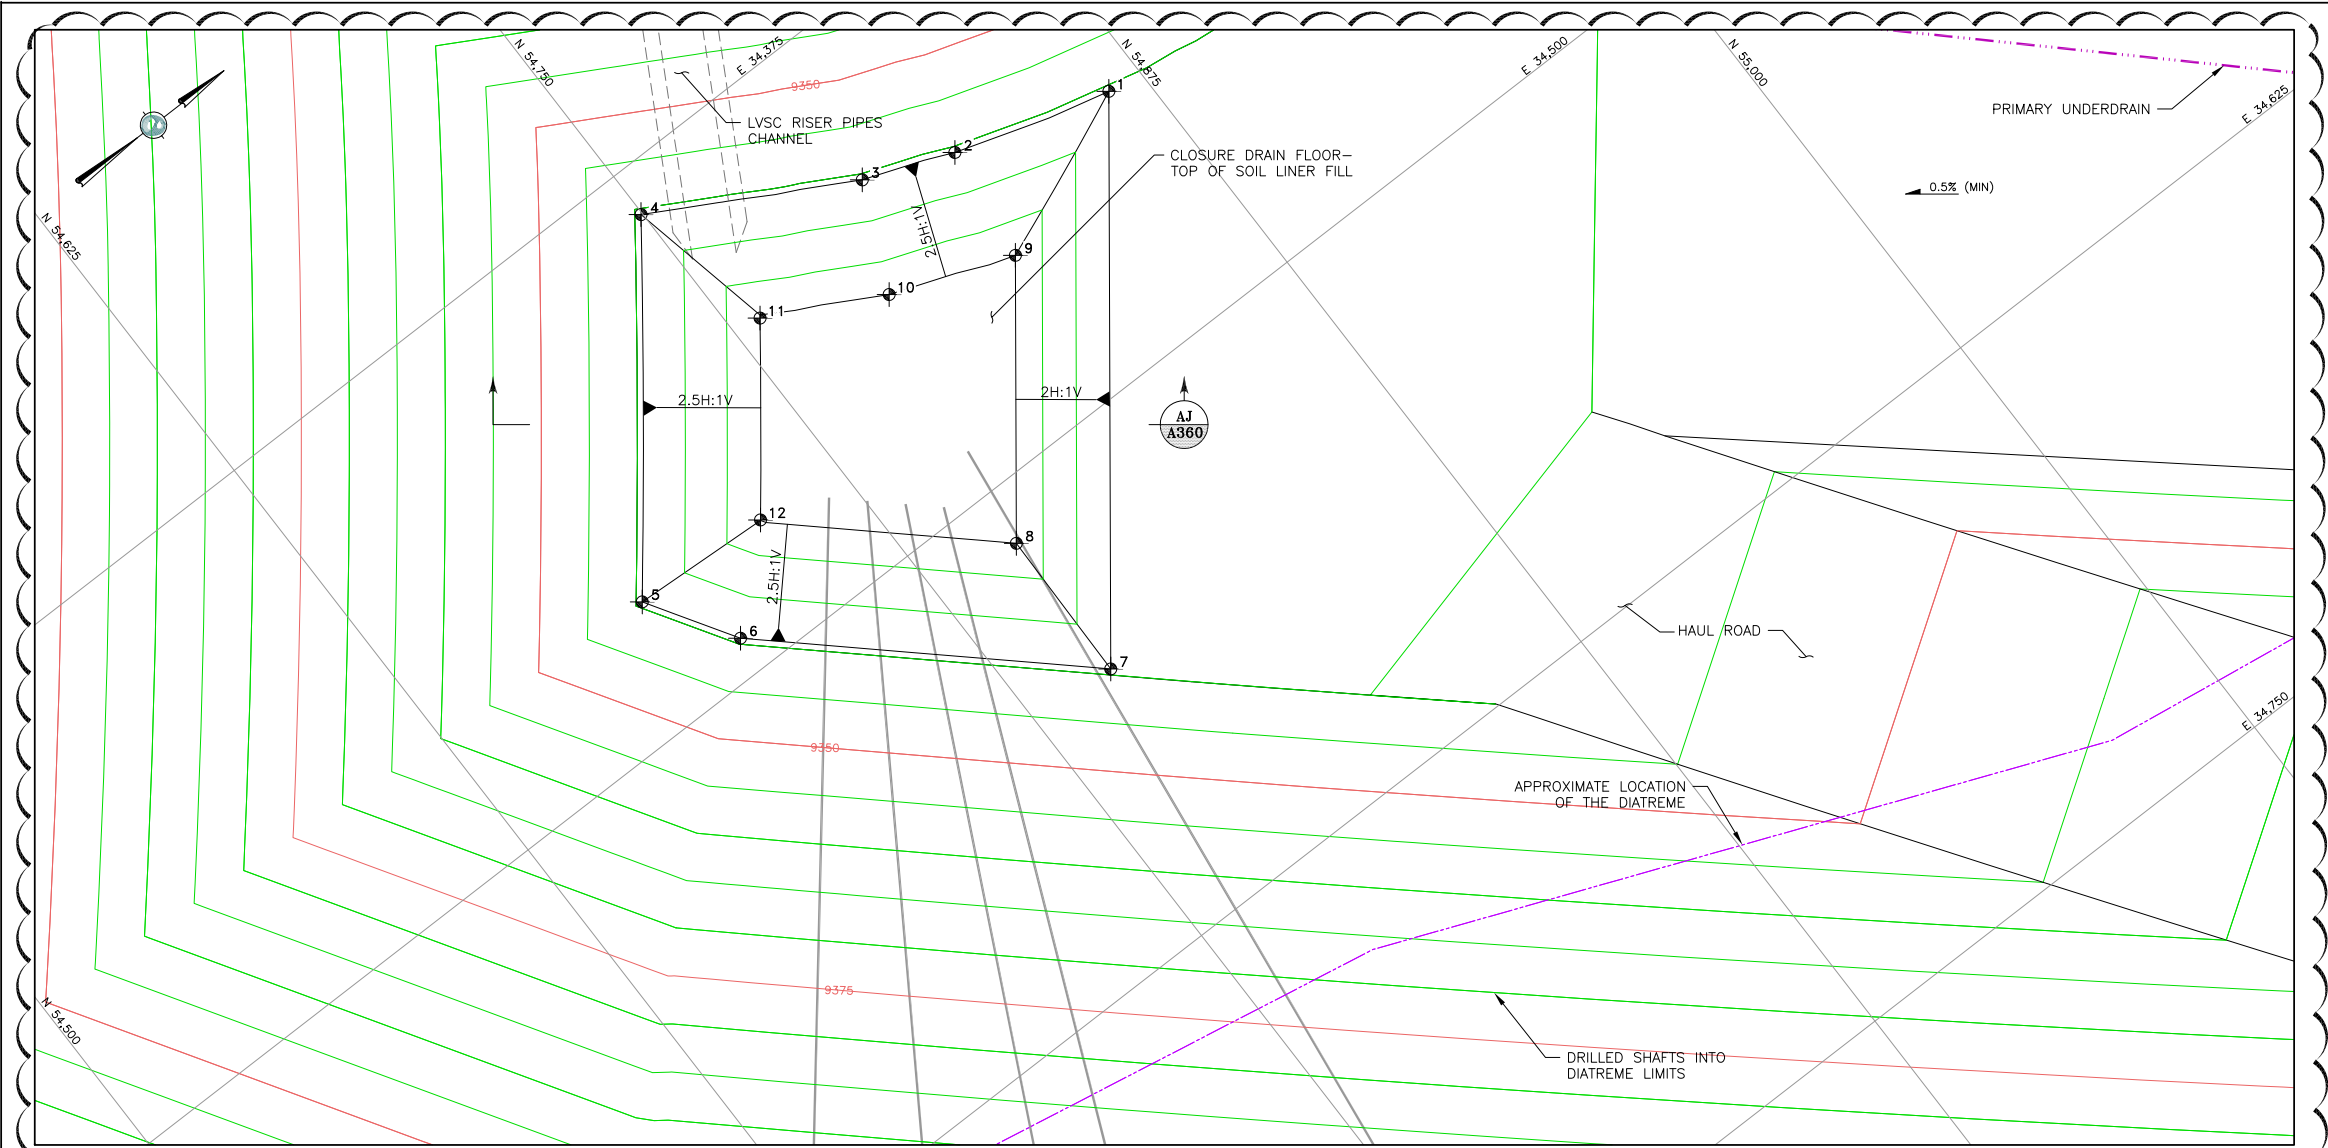 N 54,750
E 34,375
N 54,875
E 34,500
N 55,000
E 34,625
PRIMARY UNDERDRAIN
9350
1
LVSC RISER PIPES
CHANNEL
2
CLOSURE DRAIN FLOOR-
TOP OF SOIL LINER FILL
3
0.5% (MIN)
4
N 54,625
2.5H:1V
9
10
11
2.5H:1V
2H:1V
AJ
A360
12
8
2.5H:1V
5
6
7
HAUL ROAD
E 34,750
9350
APPROXIMATE LOCATION
OF THE DIATREME
9375
N 54,500
DRILLED SHAFTS INTO
DIATREME LIMITS